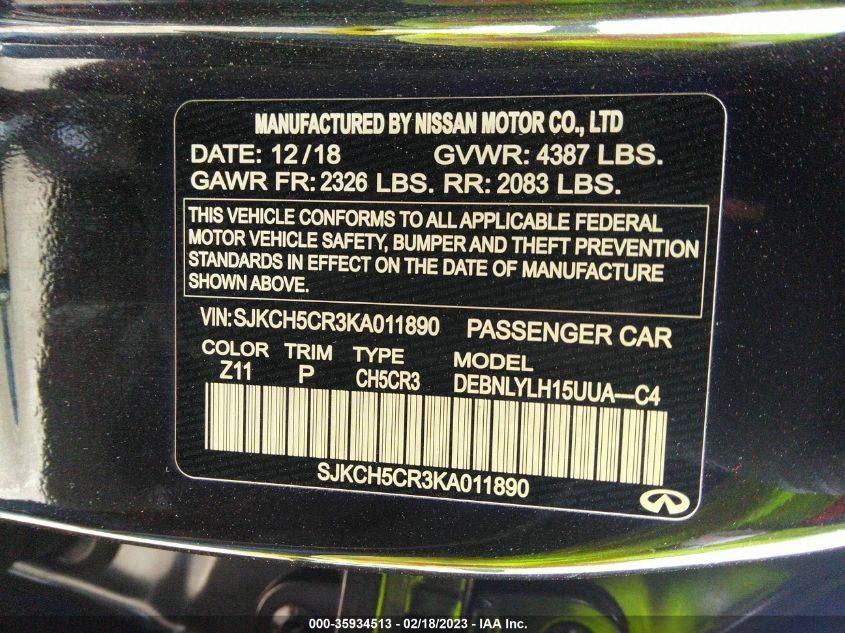 MANUFACTURED BY NISSAN MOTOR CO., LTD
DATE: 12/18 GVWR: 4387 LBS.
GAWR FR: 2326 LBS. RR: 2083 LBS.
THIS VEHICLE CONFORMS TO ALL APPLICABLE FEDERAL
MOTOR VEHICLE SAFETY, BUMPER AND THEFT PREVENTION
STANDARDS IN EFFECT ON THE DATE OF MANUFACTURE
SHOWN ABOVE.
VIN:SJKCH5CR3KA011890 PASSENGER CAR
COLOR TRIM TYPE MODEL
Z11 P CH5CR3 DEBNLYLH15UUA—C4
SJKCH5CR3KA011890
000-35934513 - 02/18/2023 - IAA Inc.